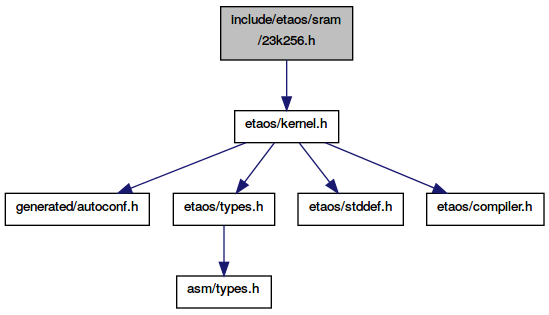 include/etaos/sram
/23k256.h
etaos/kernel.h
generated/autoconf.h
etaos/types.h
etaos/stddef.h
etaos/compiler.h
asm/types.h